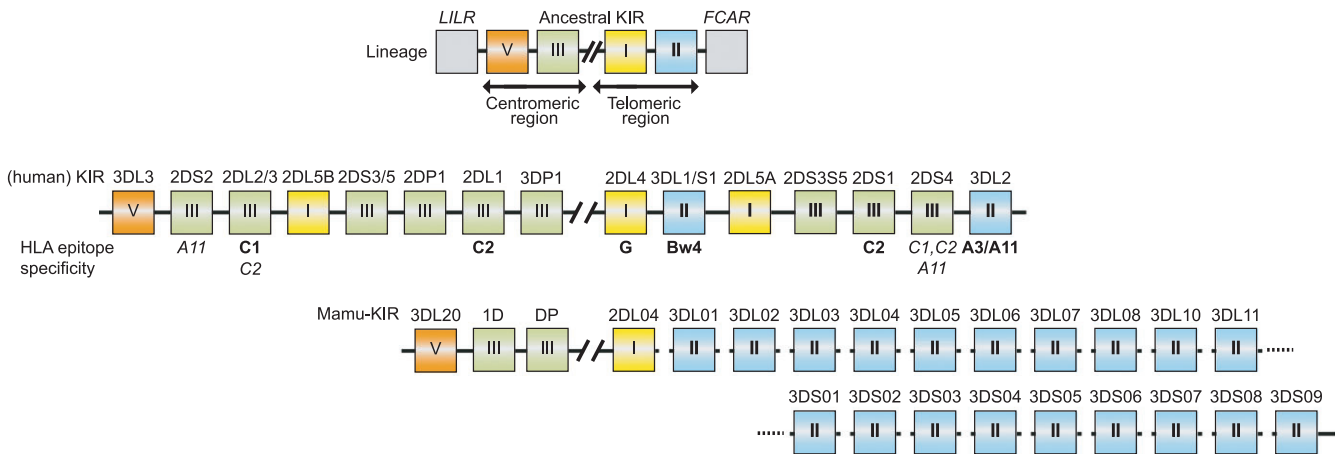 LILR Ancestral KIR FCAR
Lineage V III I II
Centromeric region Telomeric region
(human) KIR 3DL3 2DS2 2DL2/3 2DL5B 2DS3/5 2DP1 2DL1 3DP1 2DL4 3DL1/S1 2DL5A 2DS3S5 2DS1 2DS4 3DL2
V III III I III III III III I II I III III III II
HLA epitope specificity A11 C1 C2 C2 G Bw4 C2 C1,C2 A11 A3/A11
Mamu-KIR 3DL20 1D DP 2DL04 3DL01 3DL02 3DL03 3DL04 3DL05 3DL06 3DL07 3DL08 3DL10 3DL11
V III III I II II II II II II II II II II
3DS01 3DS02 3DS03 3DS04 3DS05 3DS06 3DS07 3DS08 3DS09
II II II II II II II II II